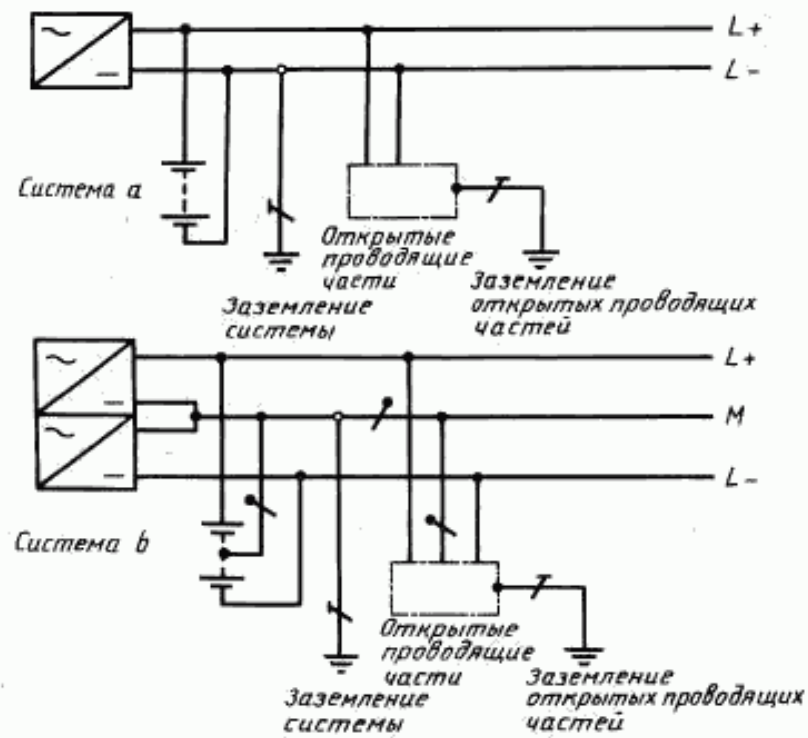 L+
L-
Система a
Открытые
проводящие
части
Заземление
системы
Заземление
открытых проводящих
частей
L+
M
L-
Система b
Открытые
проводящие
части
Заземление
системы
Заземление
открытых проводящих
частей